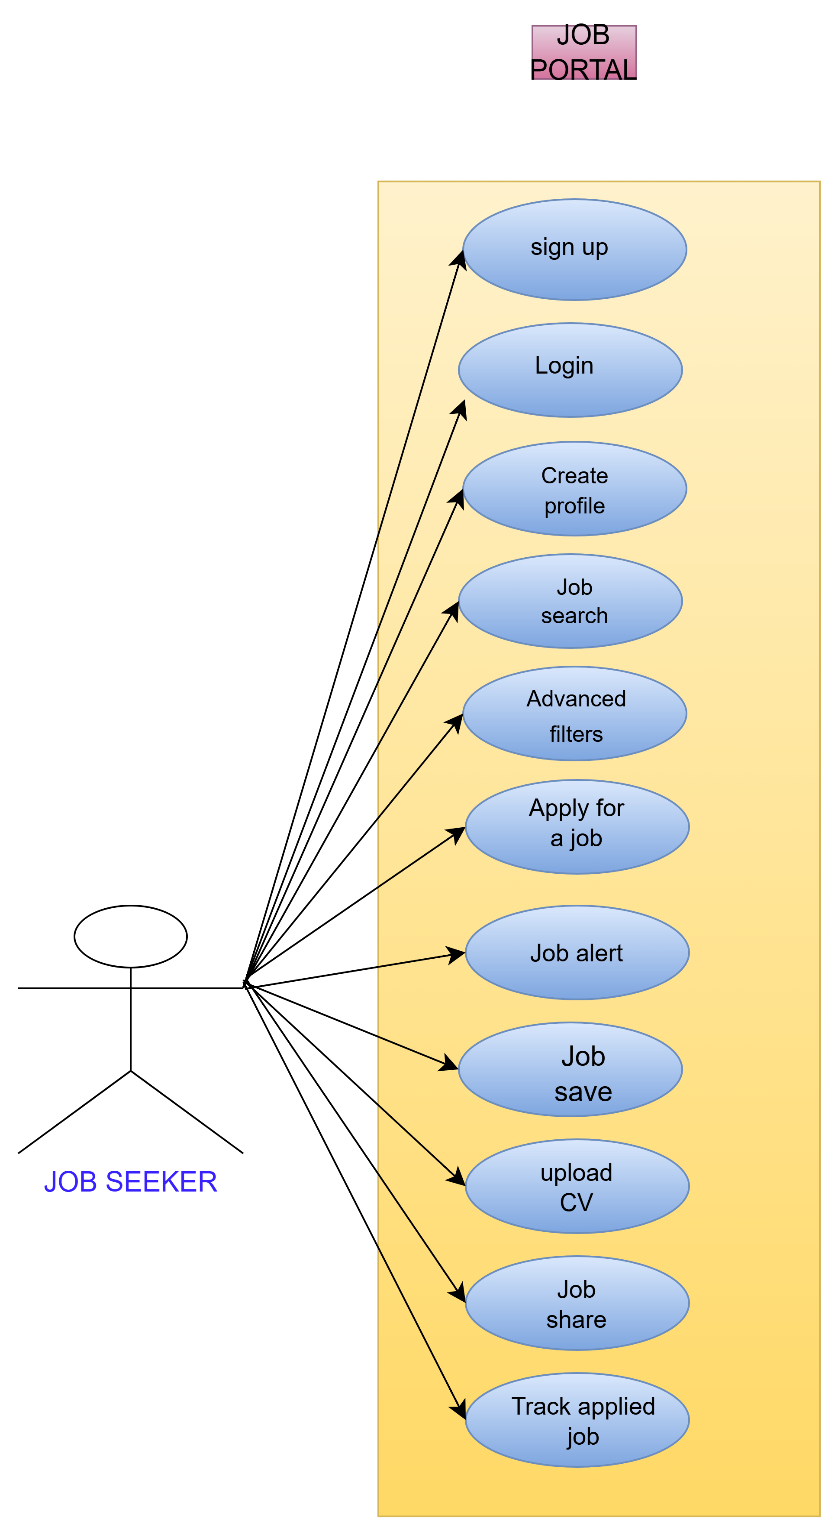 JOB
PORTAL
sign up
Login
Create
profile
Job
search
Advanced
filters
Apply for
a job
Job alert
Job
save
upload
CV
Job
share
Track applied
job
JOB SEEKER